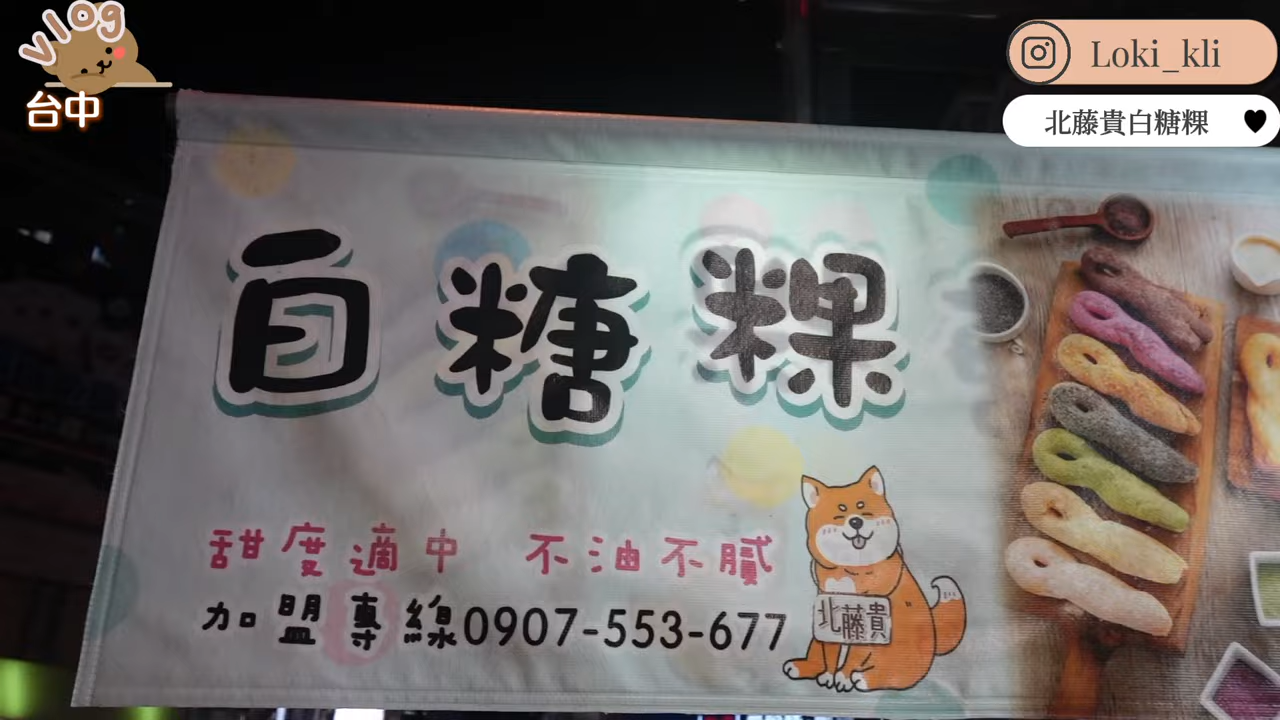 vlog
台中
Loki_kli
北藤貴白糖粿
白糖粿
甜度適中 不油不膩
加盟專線0907-553-677
北藤貴